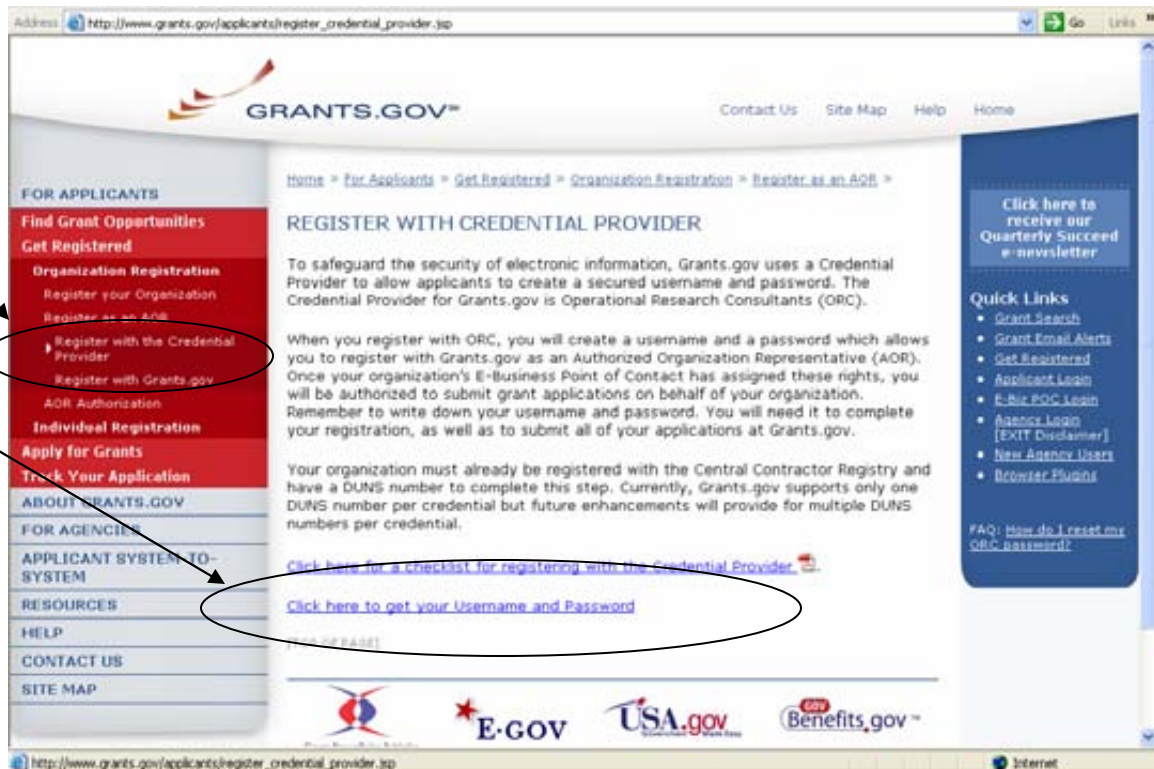 Address http://www.grants.gov/applicants/register_credential_provider.jsp Go Links »
GRANTS.GOV℠
Contact Us Site Map Help Home
FOR APPLICANTS
Find Grant Opportunities
Get Registered
Organization Registration
Register your Organization
Register as an AOR
Register with the Credential
Provider
Register with Grants.gov
AOR Authorization
Individual Registration
Apply for Grants
Track Your Application
ABOUT GRANTS.GOV
FOR AGENCIES
APPLICANT SYSTEM-TO-
SYSTEM
RESOURCES
HELP
CONTACT US
SITE MAP
Home > For Applicants > Get Registered > Organization Registration > Register as an AOR >
REGISTER WITH CREDENTIAL PROVIDER
To safeguard the security of electronic information, Grants.gov uses a Credential
Provider to allow applicants to create a secured username and password. The
Credential Provider for Grants.gov is Operational Research Consultants (ORC).
When you register with ORC, you will create a username and a password which allows
you to register with Grants.gov as an Authorized Organization Representative (AOR).
Once your organization's E-Business Point of Contact has assigned these rights, you
will be authorized to submit grant applications on behalf of your organization.
Remember to write down your username and password. You will need it to complete
your registration, as well as to submit all of your applications at Grants.gov.
Your organization must already be registered with the Central Contractor Registry and
have a DUNS number to complete this step. Currently, Grants.gov supports only one
DUNS number per credential but future enhancements will provide for multiple DUNS
numbers per credential.
Click here for a checklist for registering with the Credential Provider .
Click here to get your Username and Password
[TOP OF PAGE]
Click here to
receive our
Quarterly Succeed
e-newsletter
Quick Links
Grant Search
Grant Email Alerts
Get Registered
Applicant Login
E-Biz POC Login
Agency Login
[EXIT Disclaimer]
New Agency Users
Browser Plugins
FAQ: How do I reset my
ORC password?
E-GOV
USA.gov
GOV
Benefits.gov
http://www.grants.gov/applicants/register_credential_provider.jsp
Internet